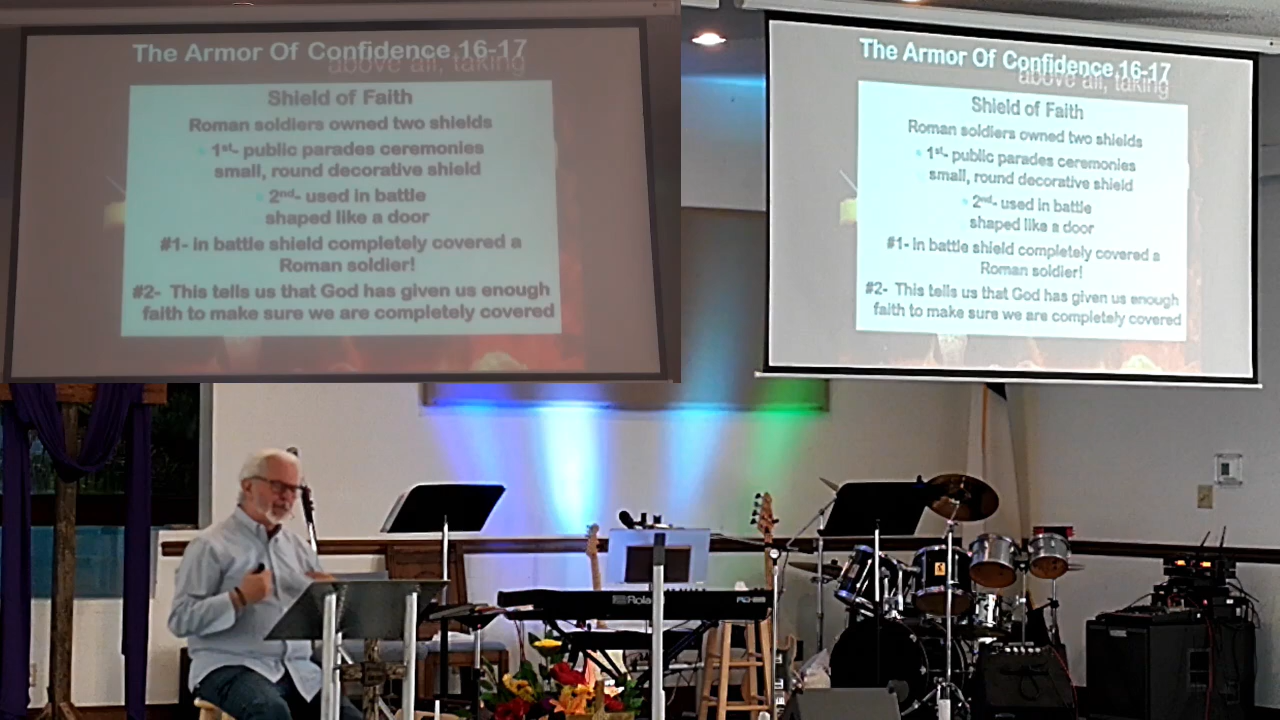 The Armor Of Confidence 16-17
above all, taking
Shield of Faith
Roman soldiers owned two shields
1st- public parades ceremonies
small, round decorative shield
2nd- used in battle
shaped like a door
#1- In battle shield completely covered a
Roman soldier!
#2- This tells us that God has given us enough
faith to make sure we are completely covered
The Armor Of Confidence 16-17
above all, taking
Shield of Faith
Roman soldiers owned two shields
1st- public parades ceremonies
small, round decorative shield
2nd- used in battle
shaped like a door
#1- In battle shield completely covered a
Roman soldier!
#2- This tells us that God has given us enough
faith to make sure we are completely covered
Roland